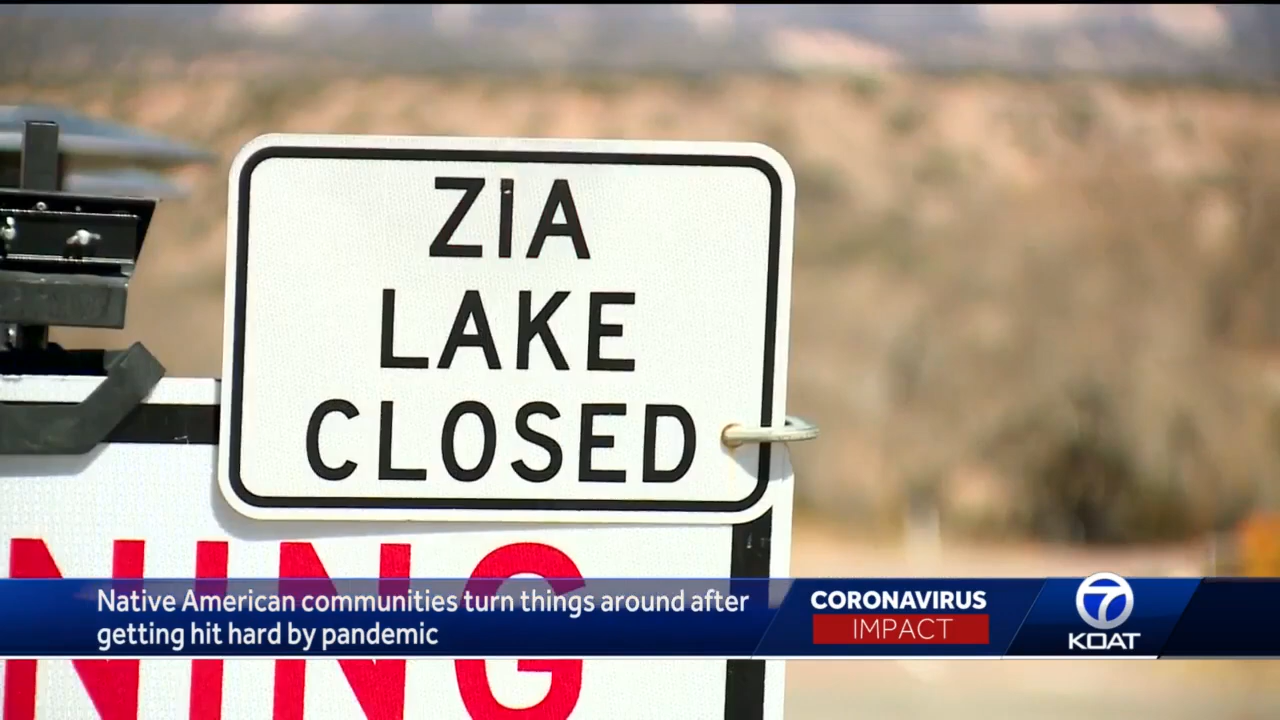 ZIA
LAKE
CLOSED
NING
Native American communities turn things around after
getting hit hard by pandemic
CORONAVIRUS
IMPACT
7
KOAT